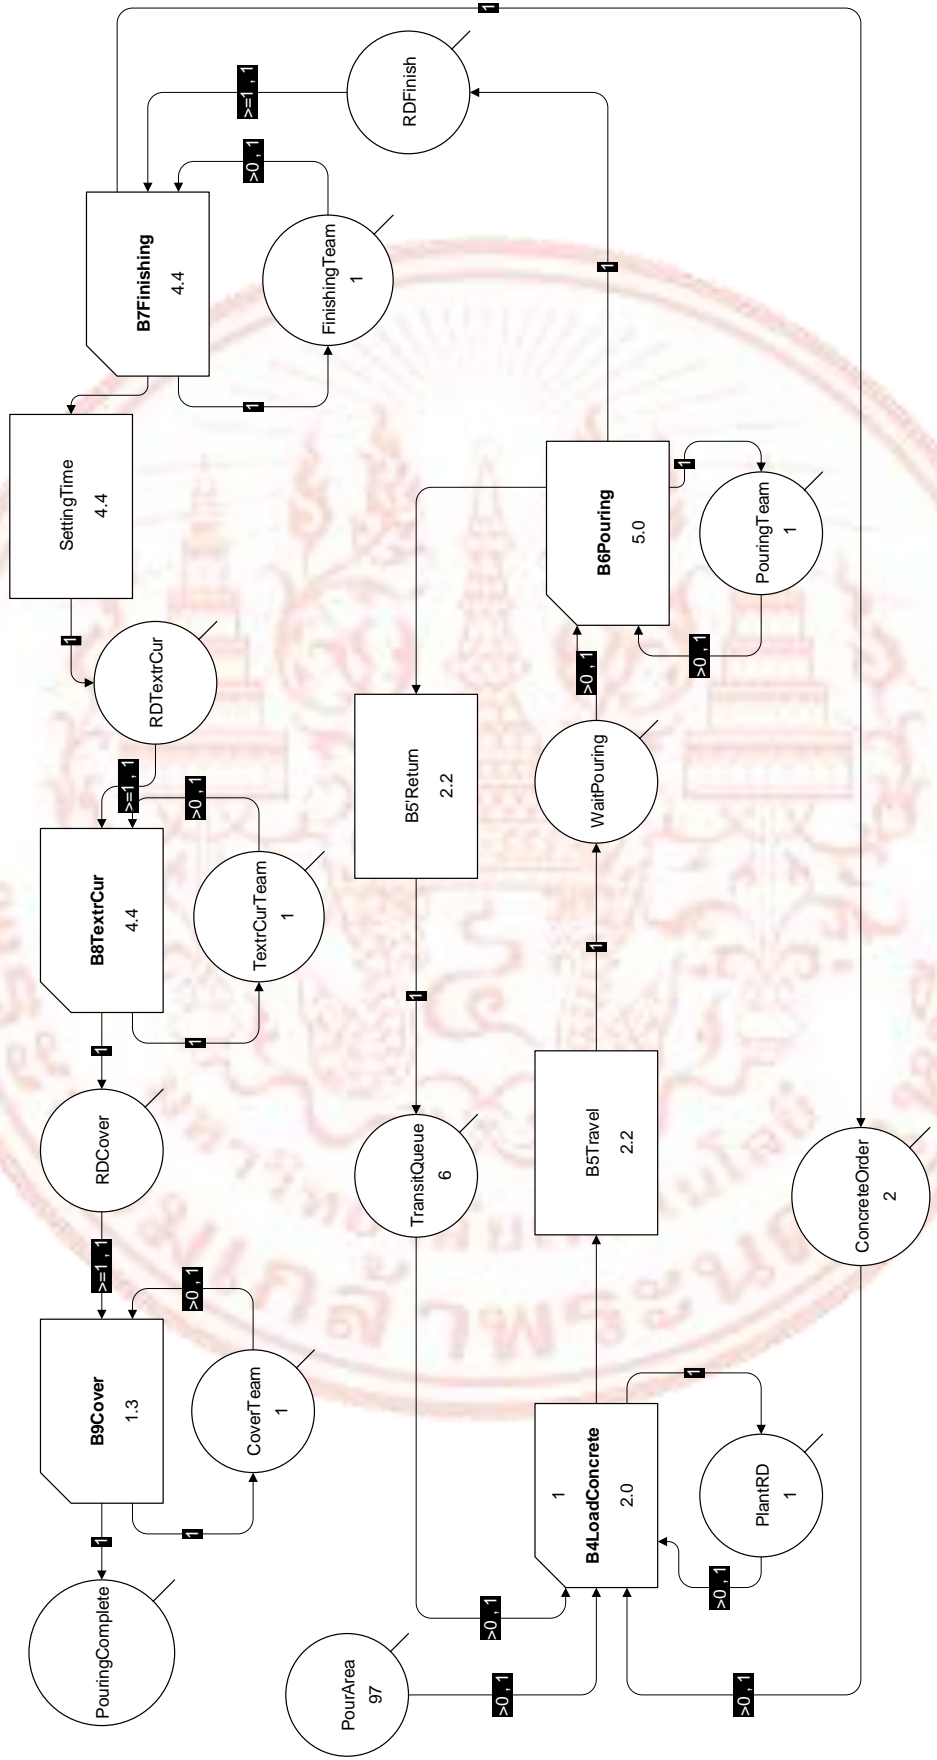 PouringComplete
1
B9Cover
1.3
1
>0 , 1
CoverTeam
1
>=1 , 1
RDCover
1
B8TextrCur
4.4
1
>0 , 1
TextrCurTeam
1
>=1 , 1
RDTextrCur
1
SettingTime
4.4
B7Finishing
4.4
1
>0 , 1
FinishingTeam
1
>=1 , 1
RDFinish
1
PourArea
97
>0 , 1
>0 , 1
TransitQueue
6
1
B5'Return
2.2
1
B4LoadConcrete
2.0
1
>0 , 1
PlantRD
1
B5Travel
2.2
1
WaitPouring
>0 , 1
B6Pouring
5.0
1
>0 , 1
PouringTeam
1
1
>0 , 1
ConcreteOrder
2
1